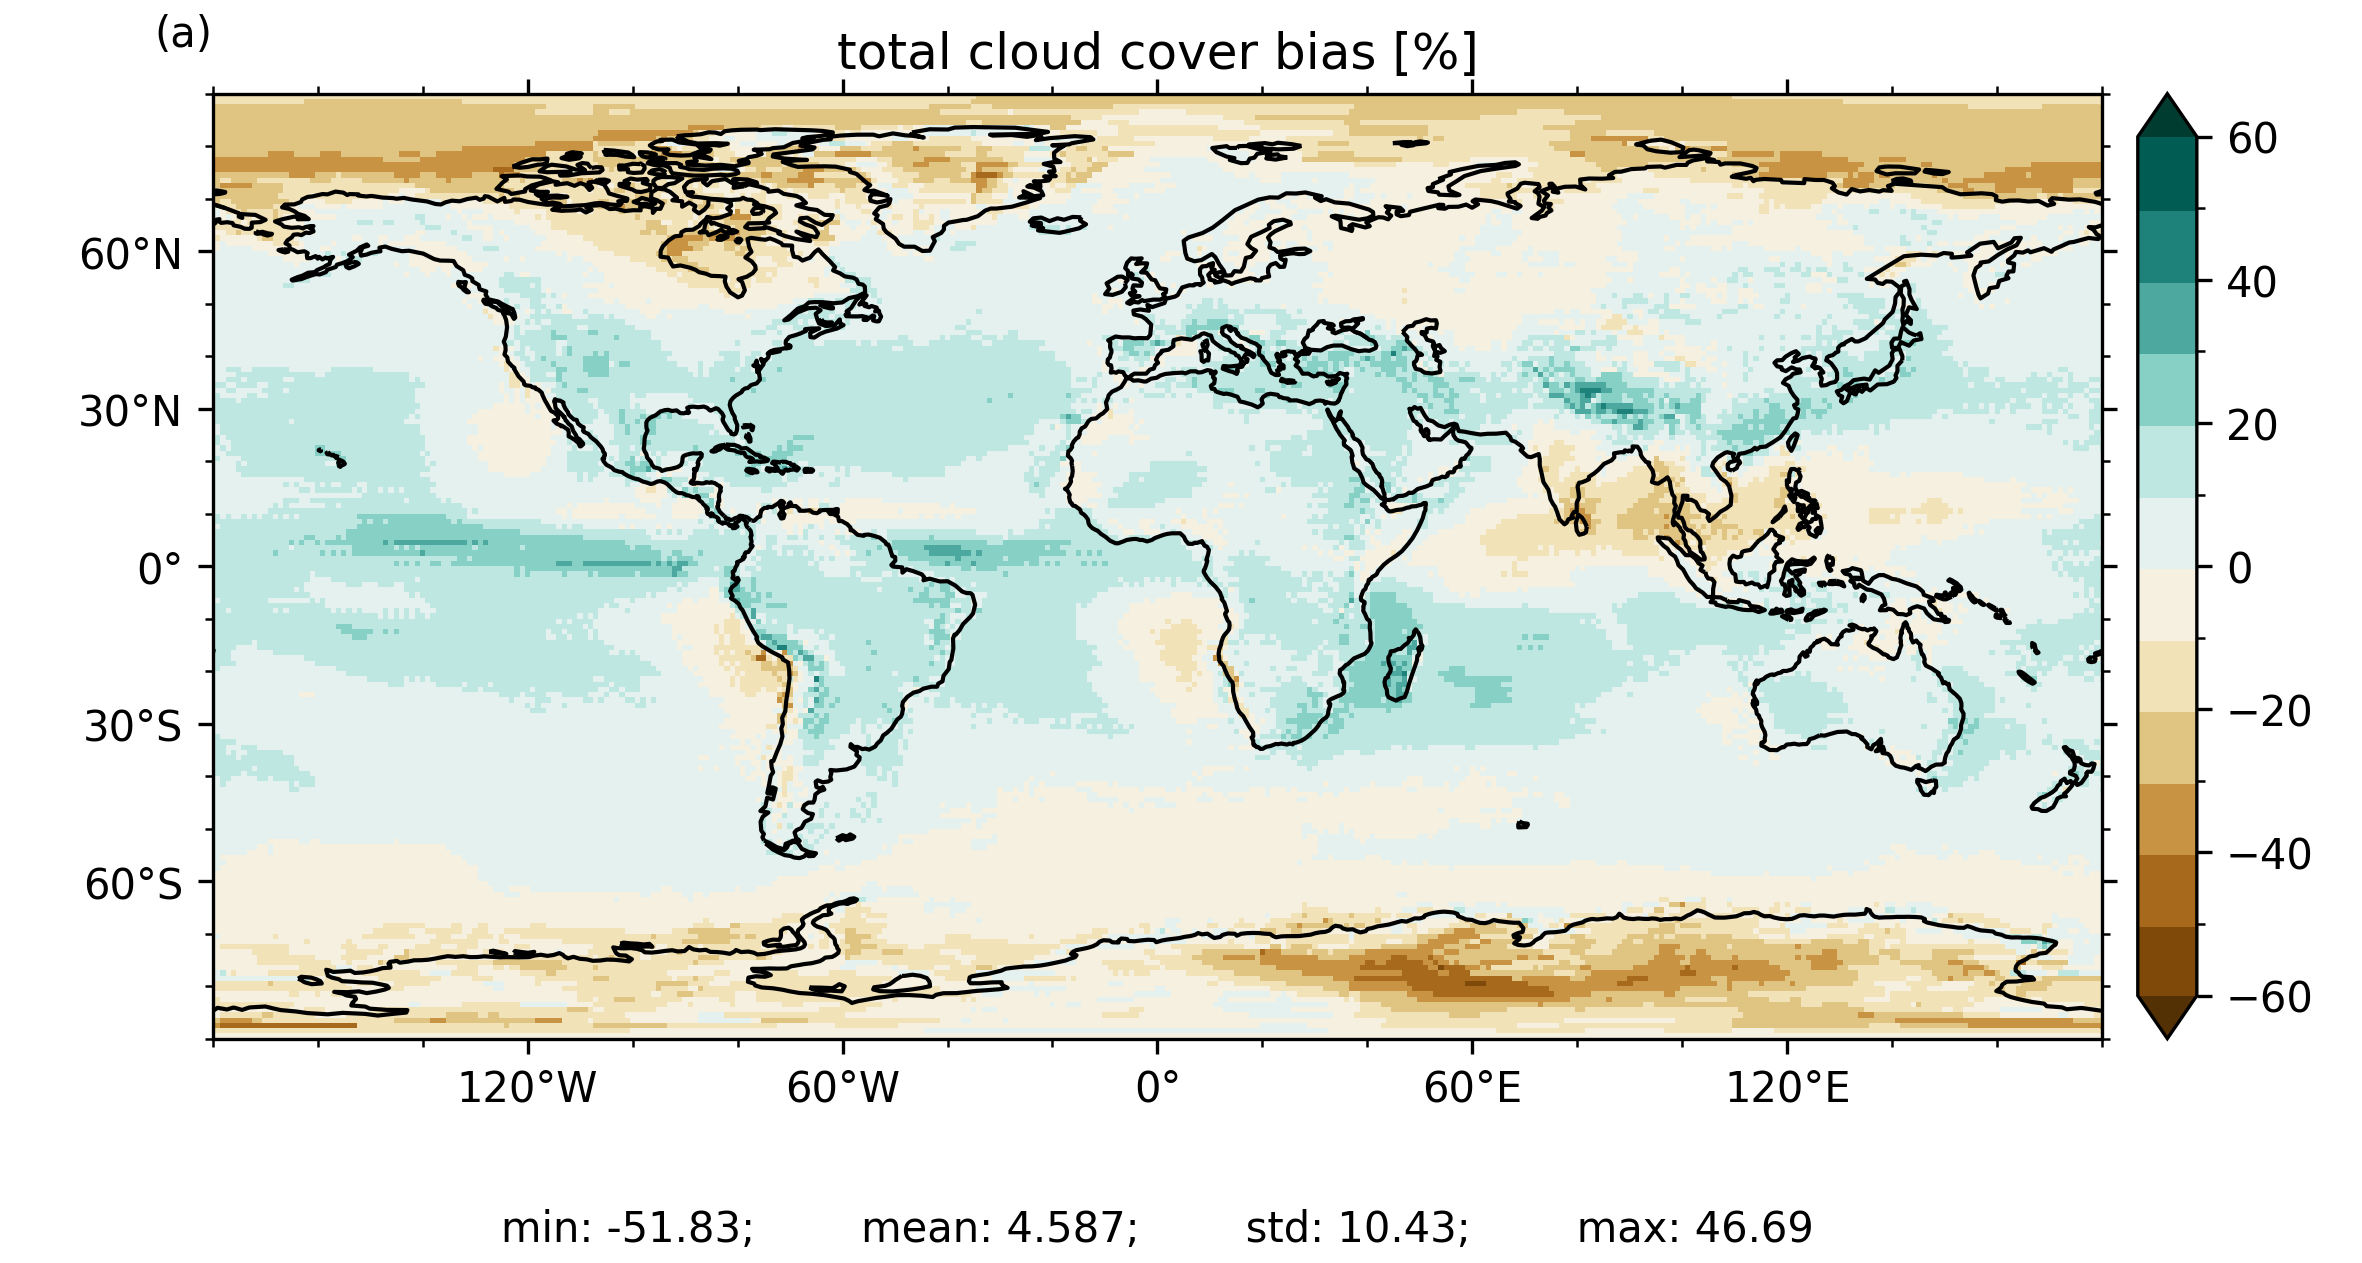 (a)
total cloud cover bias [%]
60°N
30°N
0°
30°S
60°S
120°W 60°W 0° 60°E 120°E
60
40
20
0
−20
−40
−60
min: -51.83; mean: 4.587; std: 10.43; max: 46.69